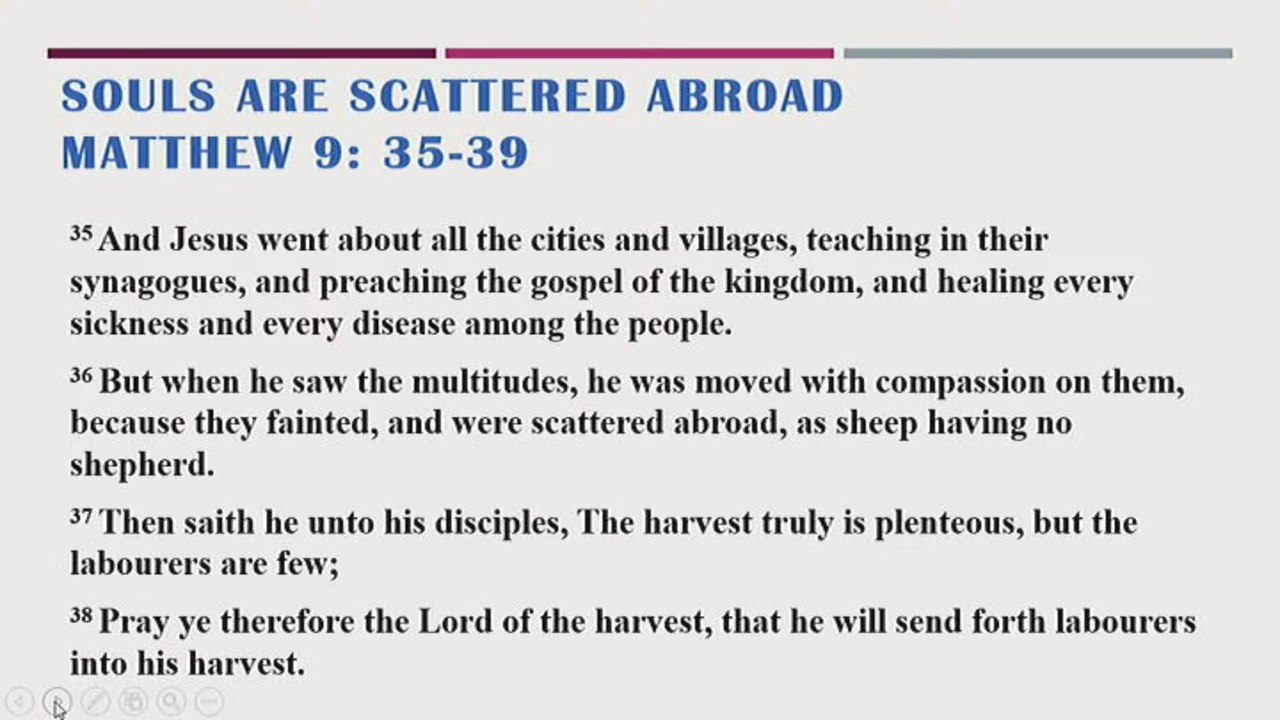 SOULS ARE SCATTERED ABROAD
MATTHEW 9: 35-39
35 And Jesus went about all the cities and villages, teaching in their
synagogues, and preaching the gospel of the kingdom, and healing every
sickness and every disease among the people.
36 But when he saw the multitudes, he was moved with compassion on them,
because they fainted, and were scattered abroad, as sheep having no
shepherd.
37 Then saith he unto his disciples, The harvest truly is plenteous, but the
labourers are few;
38 Pray ye therefore the Lord of the harvest, that he will send forth labourers
into his harvest.